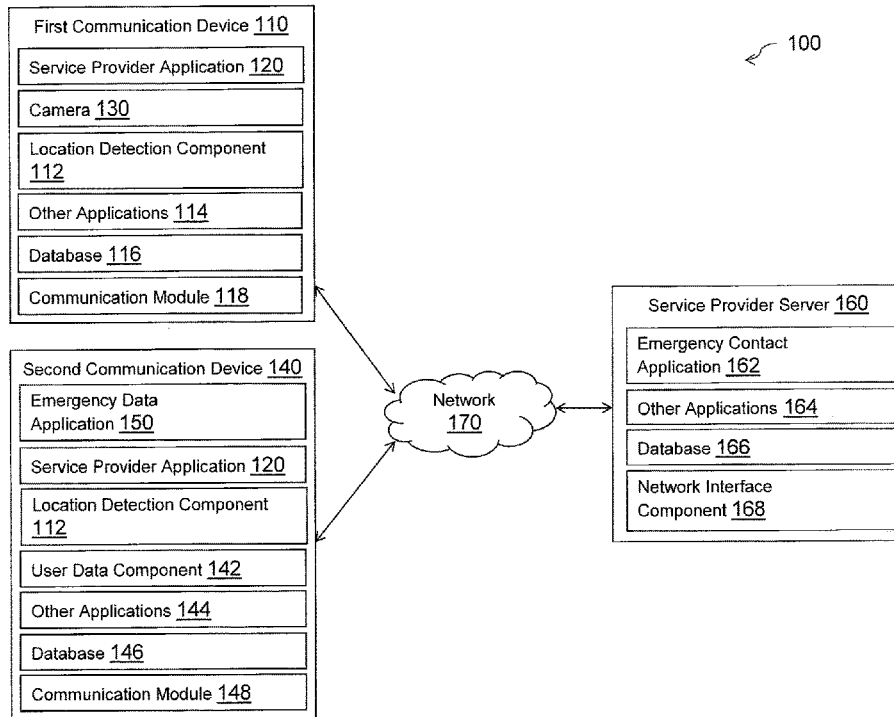 First Communication Device 110
Service Provider Application 120
Camera 130
Location Detection Component
112
Other Applications 114
Database 116
Communication Module 118
100
Second Communication Device 140
Emergency Data
Application 150
Service Provider Application 120
Location Detection Component
112
User Data Component 142
Other Applications 144
Database 146
Communication Module 148
Network
170
Service Provider Server 160
Emergency Contact
Application 162
Other Applications 164
Database 166
Network Interface
Component 168